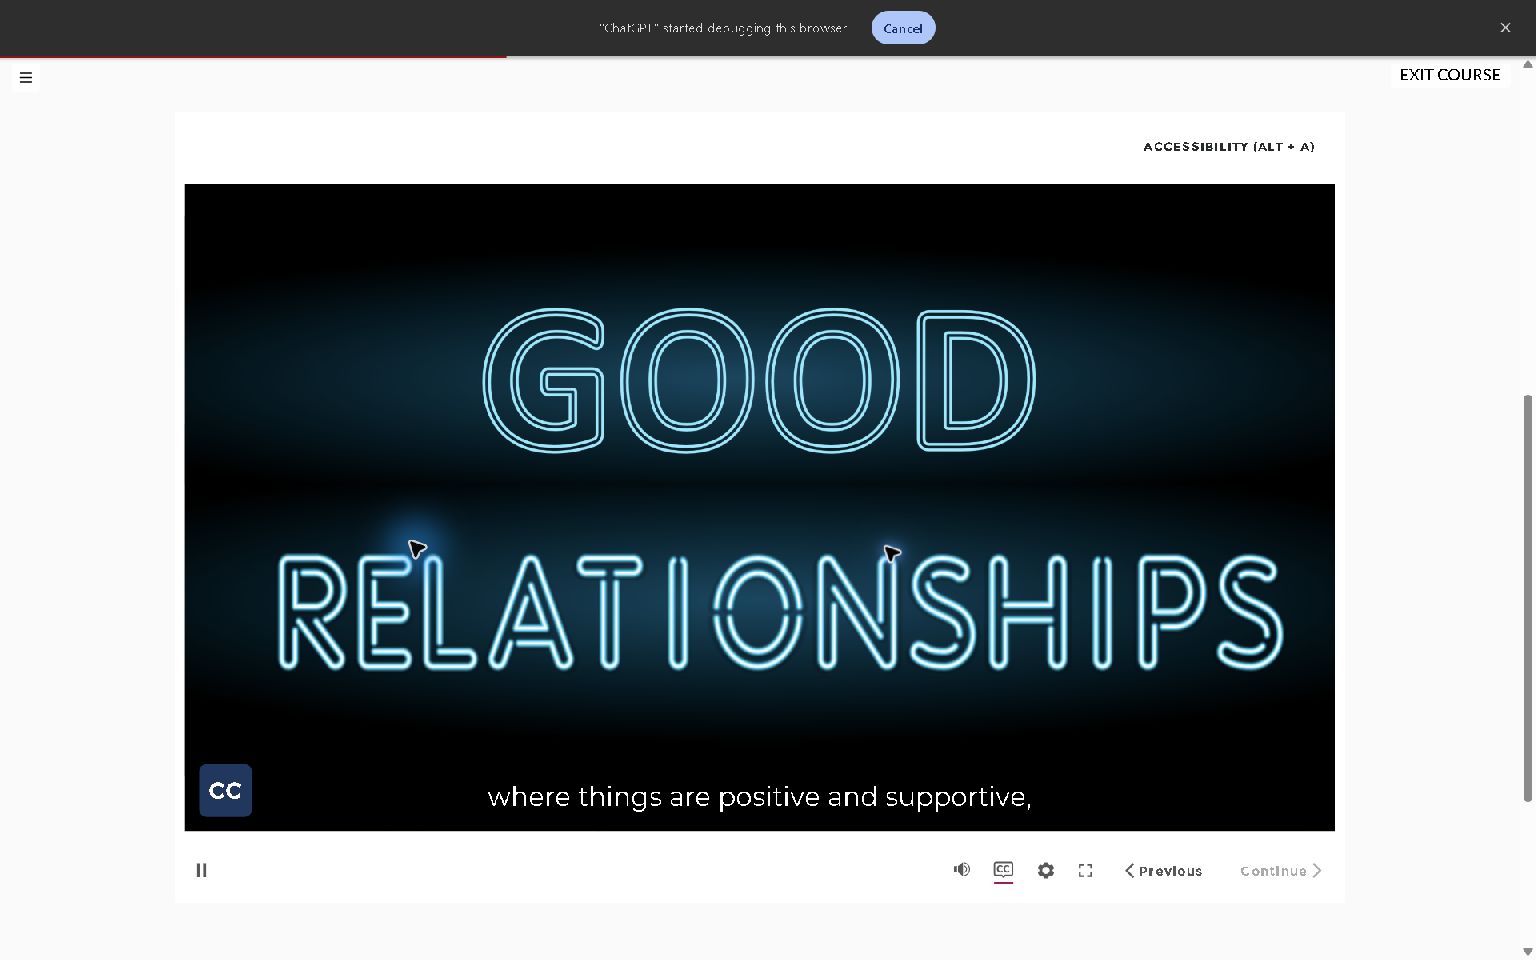 "ChatGPT" started debugging this browser
Cancel
EXIT COURSE
ACCESSIBILITY (ALT + A)
GOOD
RELATIONSHIPS
CC
where things are positive and supportive,
CC
Previous
Continue